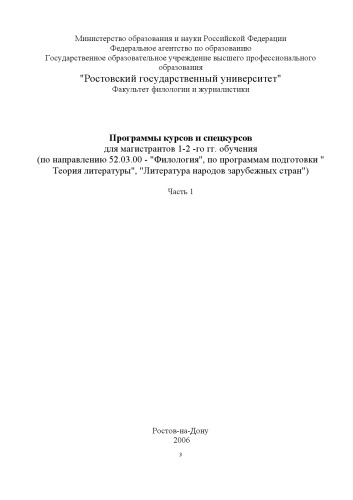 Министерство образования и науки Российской Федерации
Федеральное агентство по образованию
Государственное образовательное учреждение высшего профессионального
образования
"Ростовский государственный университет"
Факультет филологии и журналистики
Программы курсов и спецкурсов
для магистрантов 1-2 -го гг. обучения
(по направлению 52.03.00 - "Филология", по программам подготовки "
Теория литературы", "Литература народов зарубежных стран")
Часть 1
Ростов-на-Дону
2006
3